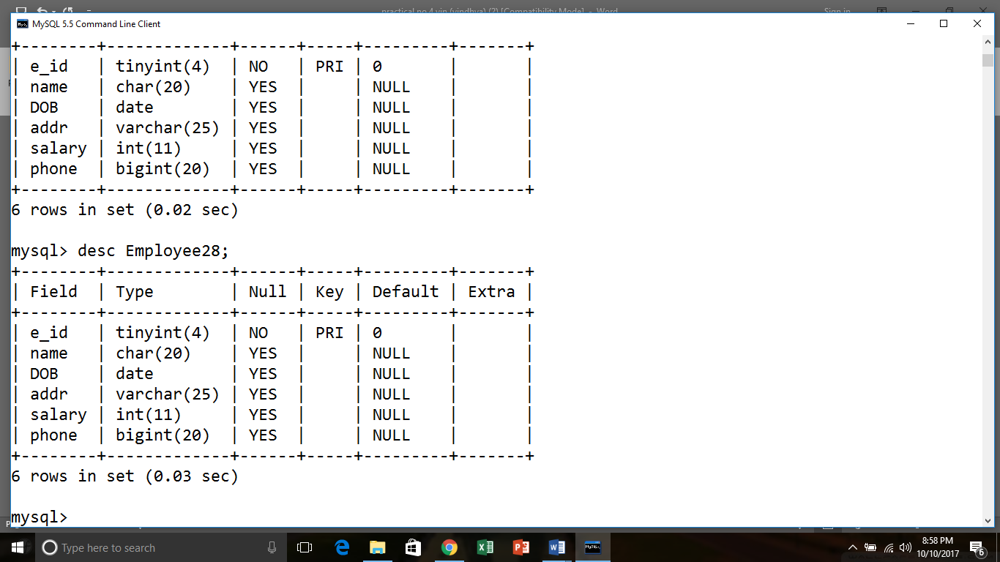 practical no 4 vin (vindhya) (2) [Compatibility Mode] - Word Sign in
MySQL 5.5 Command Line Client
+--------+-------------+------+-----+---------+-------+
| e_id | tinyint(4) | NO | PRI | 0 | |
| name | char(20) | YES | | NULL | |
| DOB | date | YES | | NULL | |
| addr | varchar(25) | YES | | NULL | |
| salary | int(11) | YES | | NULL | |
| phone | bigint(20) | YES | | NULL | |
+--------+-------------+------+-----+---------+-------+
6 rows in set (0.02 sec)
mysql> desc Employee28;
+--------+-------------+------+-----+---------+-------+
| Field | Type | Null | Key | Default | Extra |
+--------+-------------+------+-----+---------+-------+
| e_id | tinyint(4) | NO | PRI | 0 | |
| name | char(20) | YES | | NULL | |
| DOB | date | YES | | NULL | |
| addr | varchar(25) | YES | | NULL | |
| salary | int(11) | YES | | NULL | |
| phone | bigint(20) | YES | | NULL | |
+--------+-------------+------+-----+---------+-------+
6 rows in set (0.03 sec)
mysql>
Type here to search
8:58 PM
10/10/2017
6